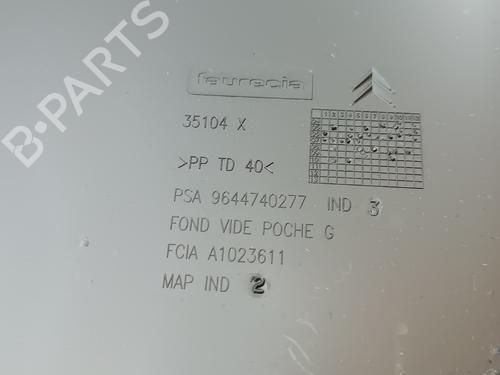 B-PARTS
faurecia
35104 X
>PP TD 40<
PSA 9644740277 IND 3
FOND VIDE POCHE G
FCIA A1023611
MAP IND 2